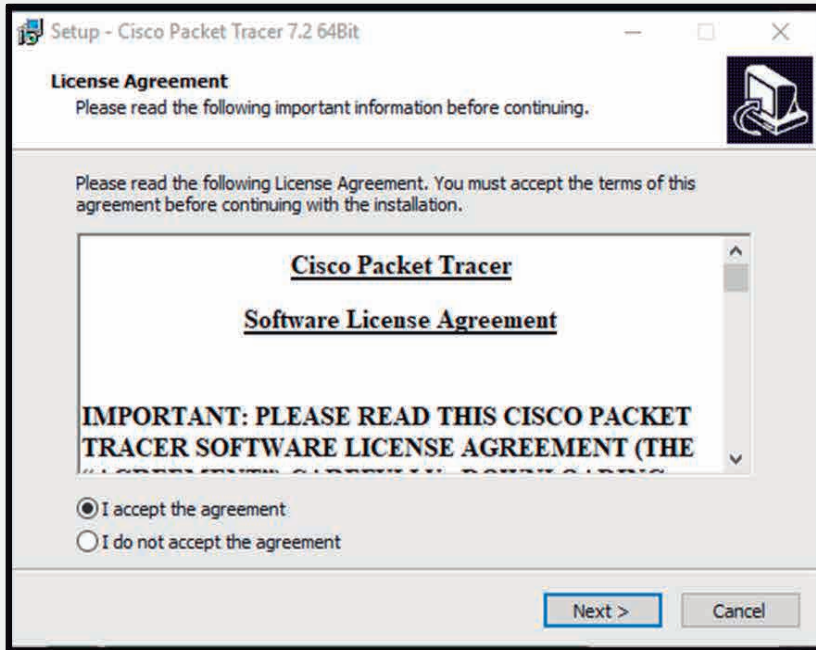 Setup - Cisco Packet Tracer 7.2 64Bit
License Agreement
Please read the following important information before continuing.
Please read the following License Agreement. You must accept the terms of this
agreement before continuing with the installation.
Cisco Packet Tracer
Software License Agreement
IMPORTANT: PLEASE READ THIS CISCO PACKET
TRACER SOFTWARE LICENSE AGREEMENT (THE
I accept the agreement
I do not accept the agreement
Next >
Cancel